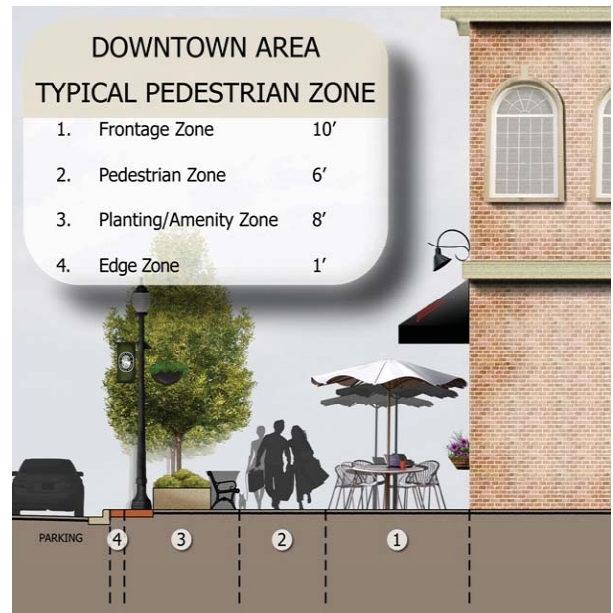 DOWNTOWN AREA
TYPICAL PEDESTRIAN ZONE
1. Frontage Zone 10′
2. Pedestrian Zone 6′
3. Planting/Amenity Zone 8′
4. Edge Zone 1′
PARKING 4 3 2 1